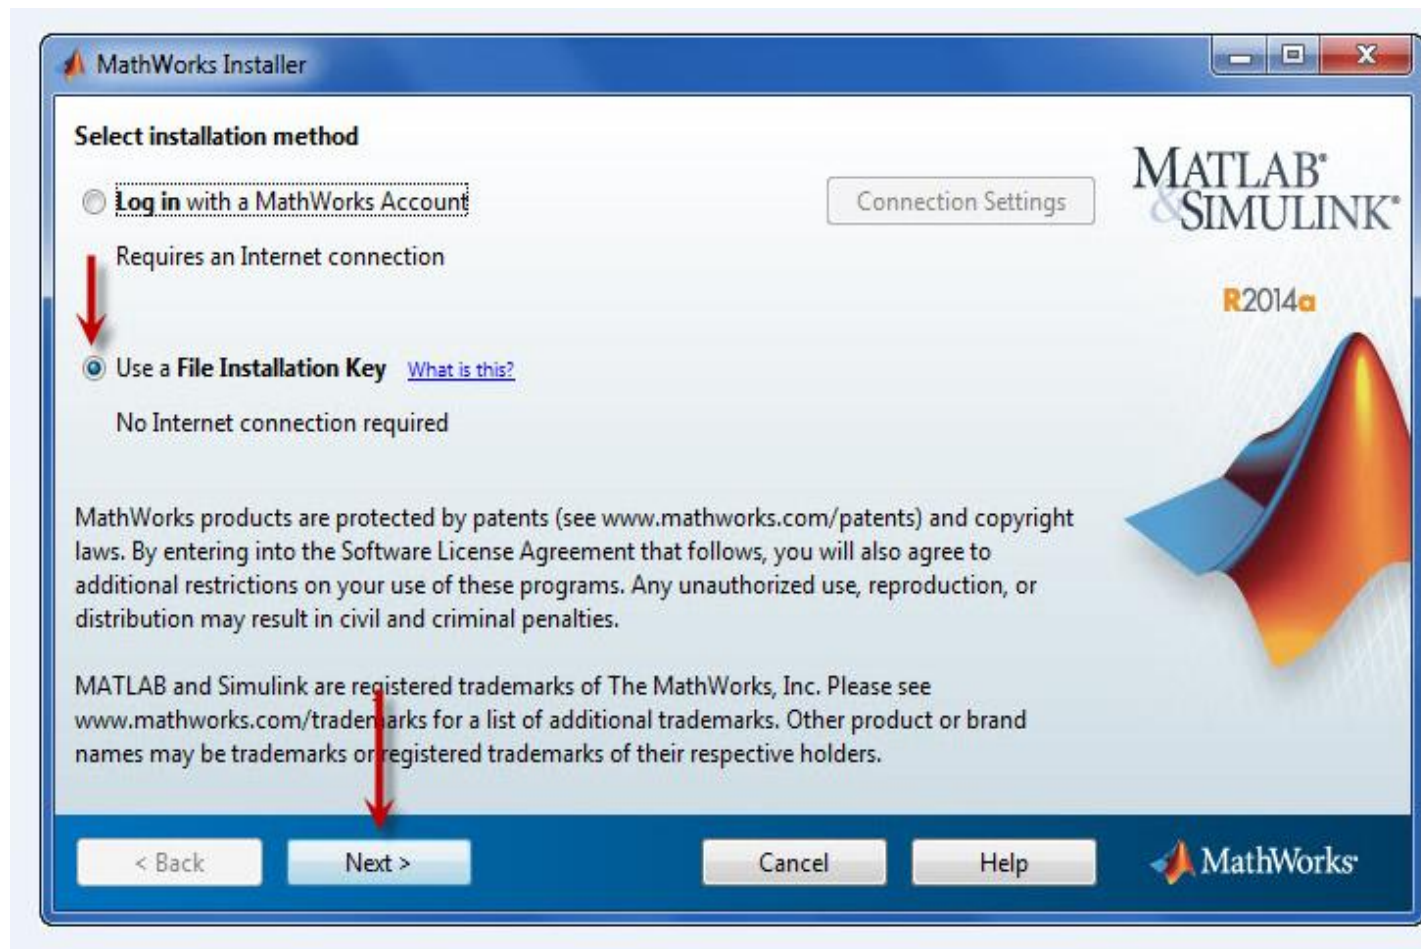 MathWorks Installer
Select installation method
Log in with a MathWorks Account
Connection Settings
Requires an Internet connection
Use a File Installation Key What is this?
No Internet connection required
MathWorks products are protected by patents (see www.mathworks.com/patents) and copyright
laws. By entering into the Software License Agreement that follows, you will also agree to
additional restrictions on your use of these programs. Any unauthorized use, reproduction, or
distribution may result in civil and criminal penalties.
MATLAB and Simulink are registered trademarks of The MathWorks, Inc. Please see
www.mathworks.com/trademarks for a list of additional trademarks. Other product or brand
names may be trademarks or registered trademarks of their respective holders.
MATLAB®
&SIMULINK®
R2014a
< Back Next > Cancel Help MathWorks®